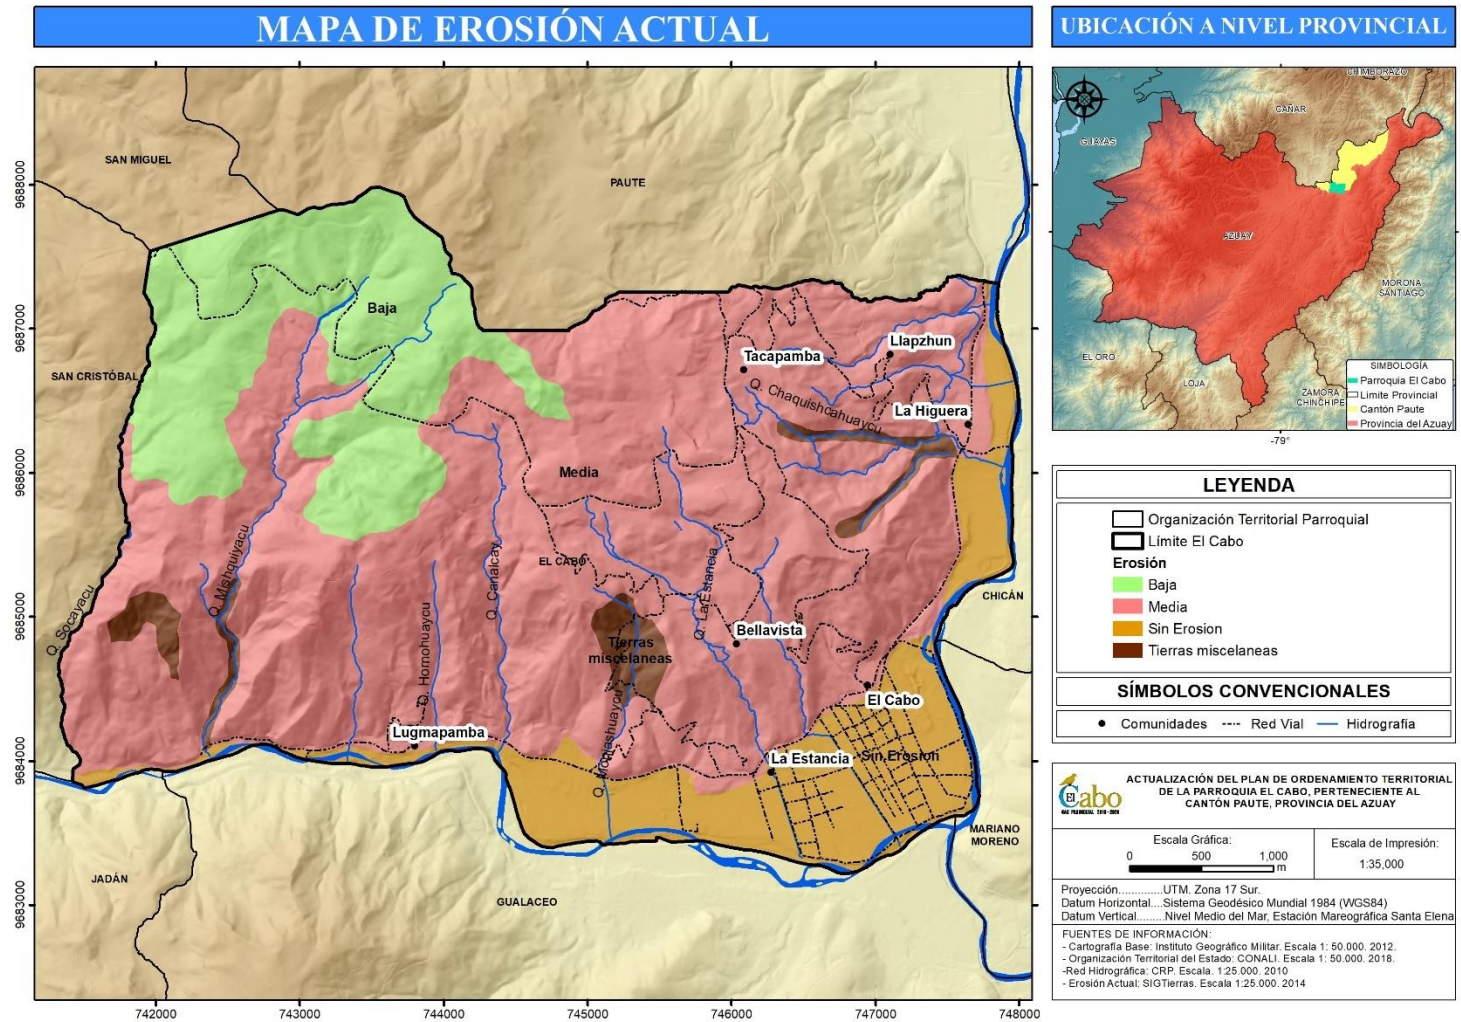 MAPA DE EROSIÓN ACTUAL
UBICACIÓN A NIVEL PROVINCIAL
SAN MIGUEL
PAUTE
SAN CRISTÓBAL
Baja
Tacapamba
Llapzhun
Q. Chaquishcahuaycu
La Higuera
Media
EL CABO
Q. Mishquiyacu
Q. Canalcay
Q. La Estancia
Q. Socayacu
Q. Hornohuaycu
Tierras
miscelaneas
Bellavista
CHICÁN
El Cabo
Lugmapamba
La Estáncia
Sin Erosion
MARIANO
MORENO
JADÁN
GUALACEO
9688000
9687000
9686000
9685000
9684000
9683000
742000
743000
744000
745000
746000
747000
748000
CHIMBORAZO
CAÑAR
GUAYAS
AZUAY
MORONA
SANTIAGO
EL ORO
LOJA
ZAMORA
CHINCHIPE
-79°
SIMBOLOGÍA
Parroquia El Cabo
Limite Provincial
Cantón Paute
Provincia del Azuay
LEYENDA
Organización Territorial Parroquial
Límite El Cabo
Erosión
Baja
Media
Sin Erosion
Tierras miscelaneas
SÍMBOLOS CONVENCIONALES
Comunidades
Red Vial
Hidrografía
El Cabo
ACTUALIZACIÓN DEL PLAN DE ORDENAMIENTO TERRITORIAL
DE LA PARROQUIA EL CABO, PERTENECIENTE AL
CANTÓN PAUTE, PROVINCIA DEL AZUAY
Escala Gráfica:
0 500 1,000
m
Escala de Impresión:
1:35,000
Proyección.............UTM. Zona 17 Sur.
Datum Horizontal....Sistema Geodésico Mundial 1984 (WGS84)
Datum Vertical.........Nivel Medio del Mar, Estación Mareográfica Santa Elena
FUENTES DE INFORMACIÓN:
- Cartografía Base: Instituto Geográfico Militar. Escala 1: 50.000. 2012.
- Organización Territorial del Estado: CONALI. Escala 1: 50.000. 2018.
-Red Hidrográfica: CRP. Escala. 1:25.000. 2010
- Erosión Actual: SIGTierras. Escala 1:25.000. 2014